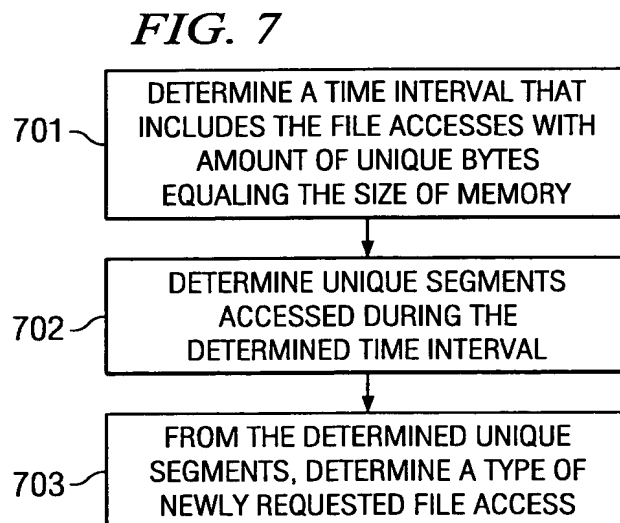 FIG. 7
701
DETERMINE A TIME INTERVAL THAT
INCLUDES THE FILE ACCESSES WITH
AMOUNT OF UNIQUE BYTES
EQUALING THE SIZE OF MEMORY
702
DETERMINE UNIQUE SEGMENTS
ACCESSED DURING THE
DETERMINED TIME INTERVAL
703
FROM THE DETERMINED UNIQUE
SEGMENTS, DETERMINE A TYPE OF
NEWLY REQUESTED FILE ACCESS